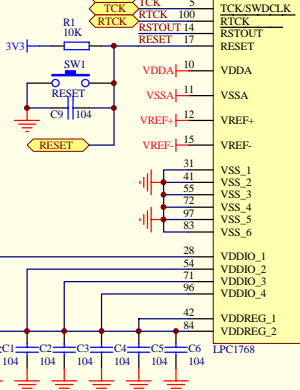 TCK 5 TCK/SWDCLK
TCK
RTCK RTCK 100 RTCK
RSTOUT 14 RSTOUT
RESET 17 RESET
R1
10K
3V3
SW1
RESET
C9 104
RESET
VDDA 10 VDDA
VSSA 11 VSSA
VREF+ 12 VREF+
VREF- 15 VREF-
31 VSS_1
41 VSS_2
55 VSS_3
72 VSS_4
97 VSS_5
83 VSS_6
28 VDDIO_1
54 VDDIO_2
71 VDDIO_3
96 VDDIO_4
42 VDDREG_1
84 VDDREG_2
C1 C2 C3 C4 C5 C6 LPC1768
104 104 104 104 104 104